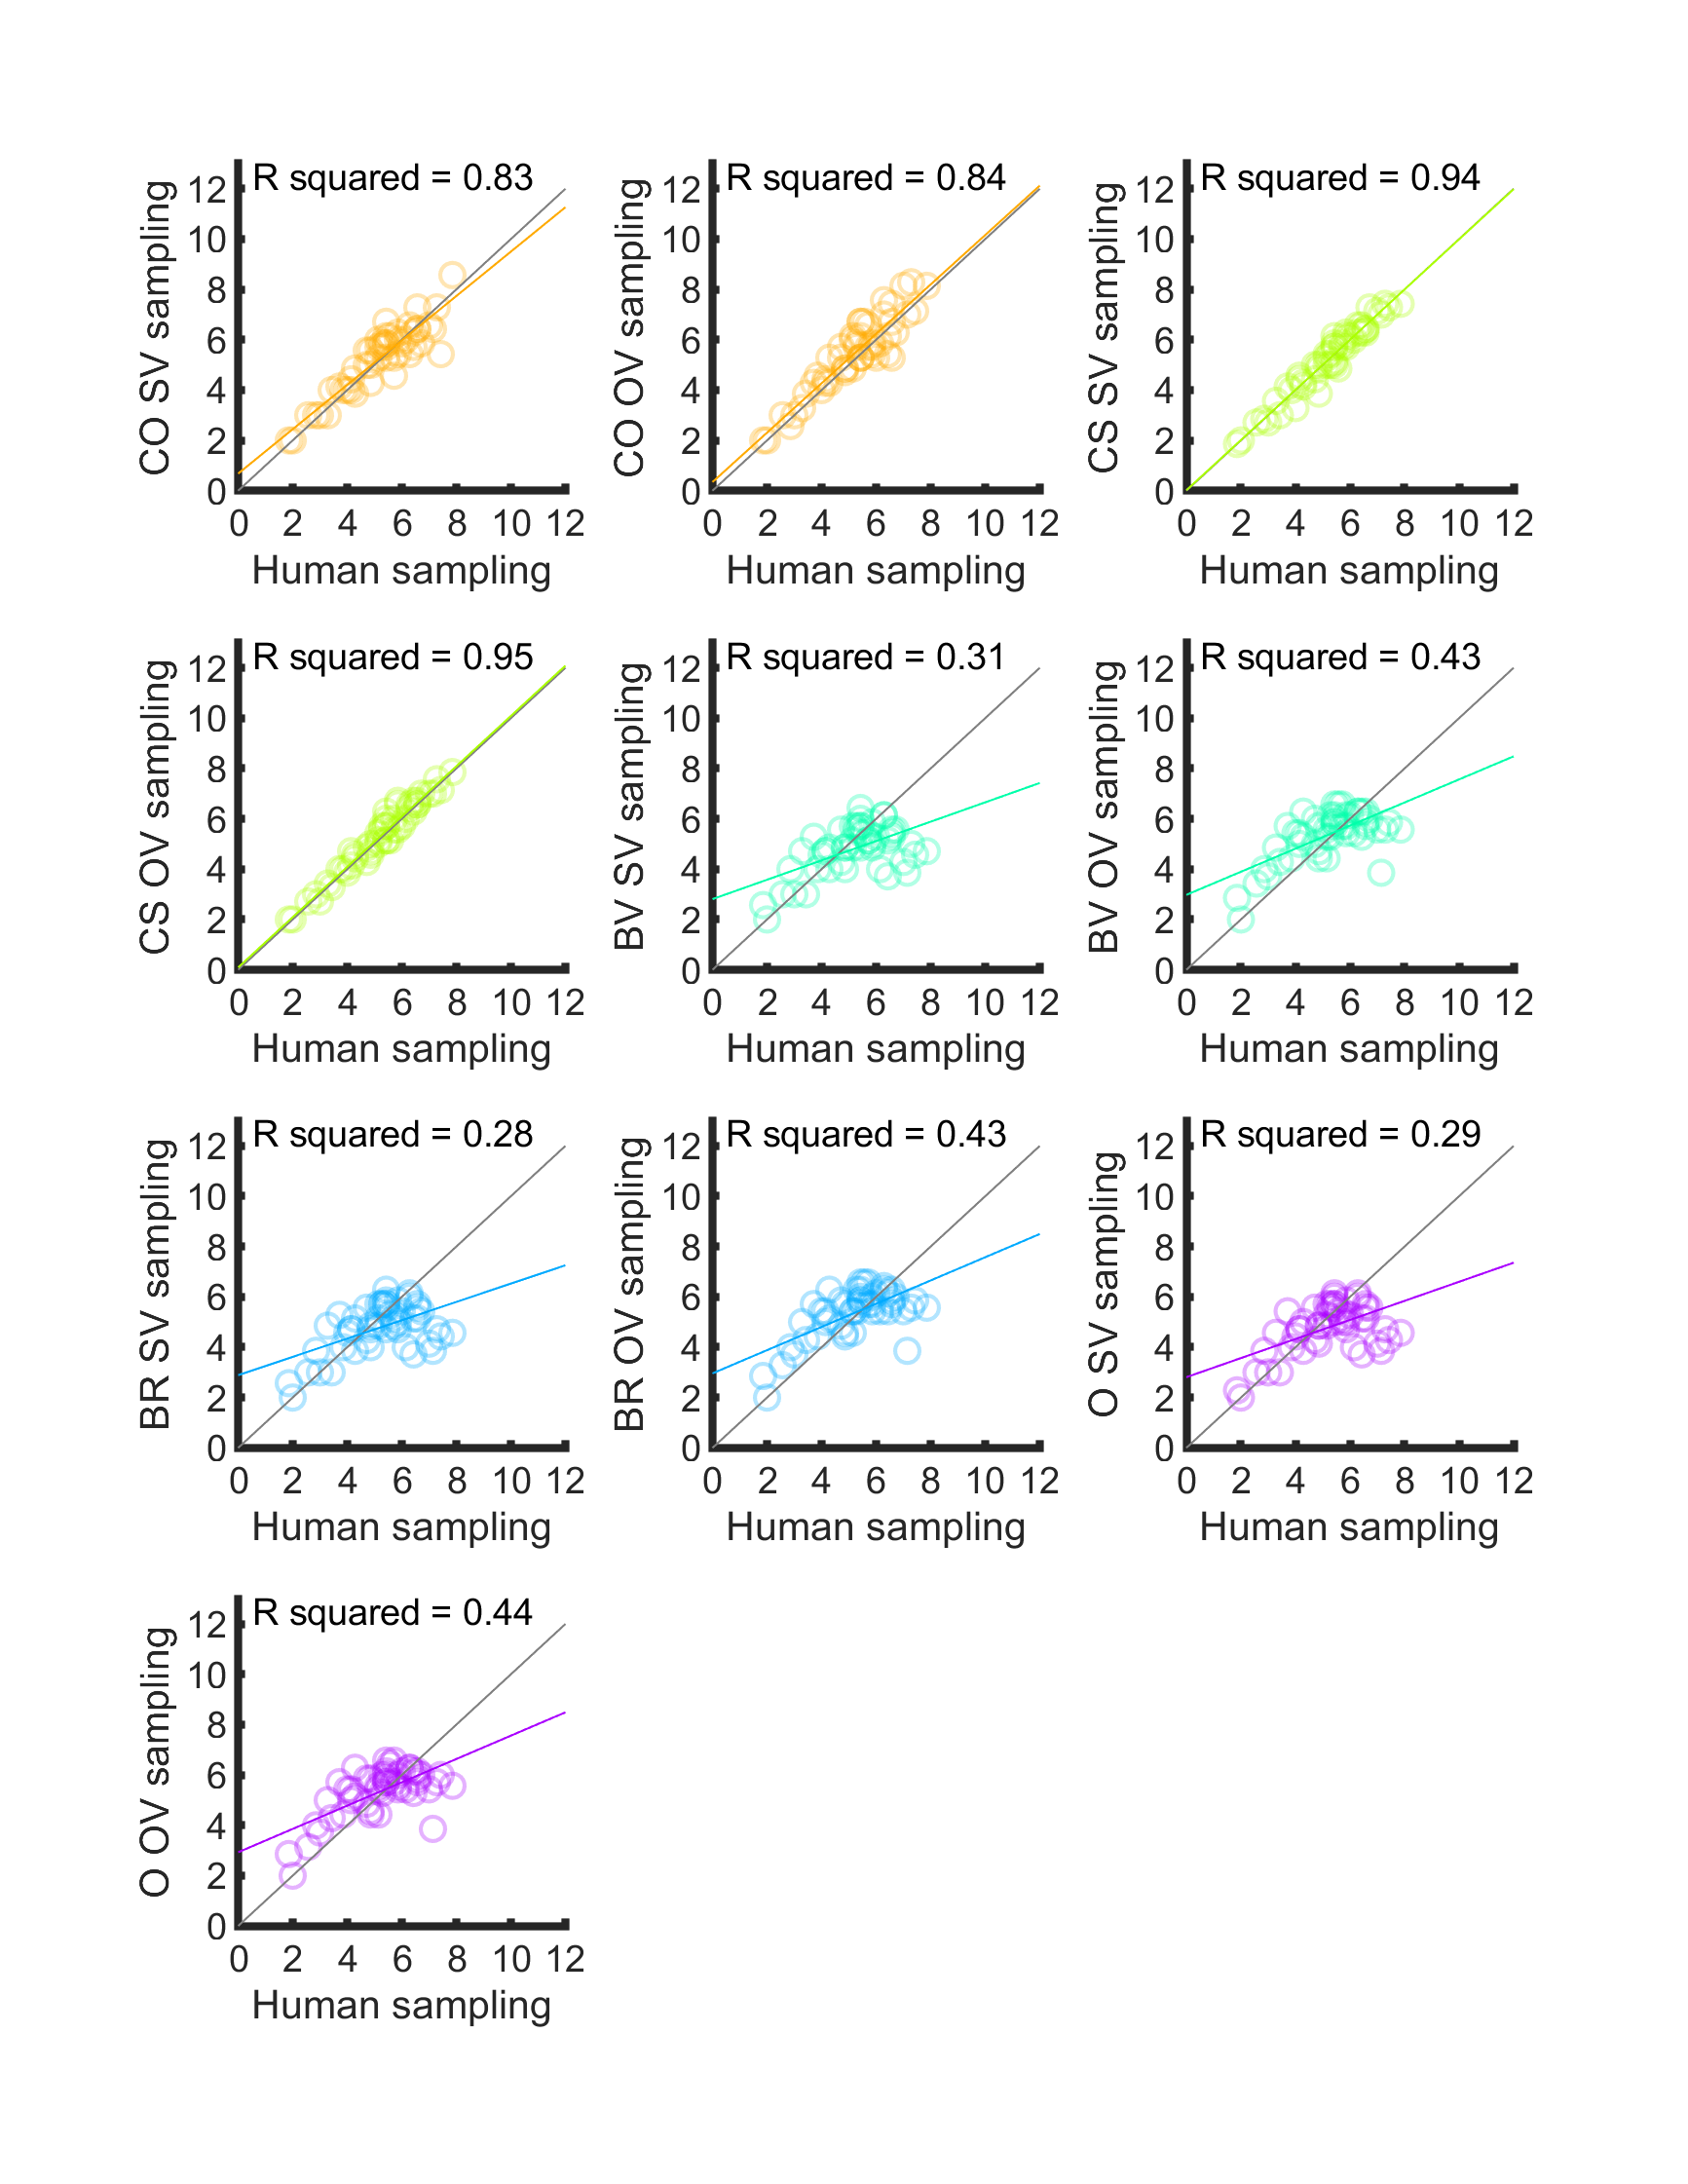 R squared = 0.83
CO SV sampling
12
10
8
6
4
2
0
0 2 4 6 8 10 12
Human sampling
R squared = 0.84
CO OV sampling
12
10
8
6
4
2
0
0 2 4 6 8 10 12
Human sampling
R squared = 0.94
CS SV sampling
12
10
8
6
4
2
0
0 2 4 6 8 10 12
Human sampling
R squared = 0.95
CS OV sampling
12
10
8
6
4
2
0
0 2 4 6 8 10 12
Human sampling
R squared = 0.31
BV SV sampling
12
10
8
6
4
2
0
0 2 4 6 8 10 12
Human sampling
R squared = 0.43
BV OV sampling
12
10
8
6
4
2
0
0 2 4 6 8 10 12
Human sampling
R squared = 0.28
BR SV sampling
12
10
8
6
4
2
0
0 2 4 6 8 10 12
Human sampling
R squared = 0.43
BR OV sampling
12
10
8
6
4
2
0
0 2 4 6 8 10 12
Human sampling
R squared = 0.29
O SV sampling
12
10
8
6
4
2
0
0 2 4 6 8 10 12
Human sampling
R squared = 0.44
O OV sampling
12
10
8
6
4
2
0
0 2 4 6 8 10 12
Human sampling